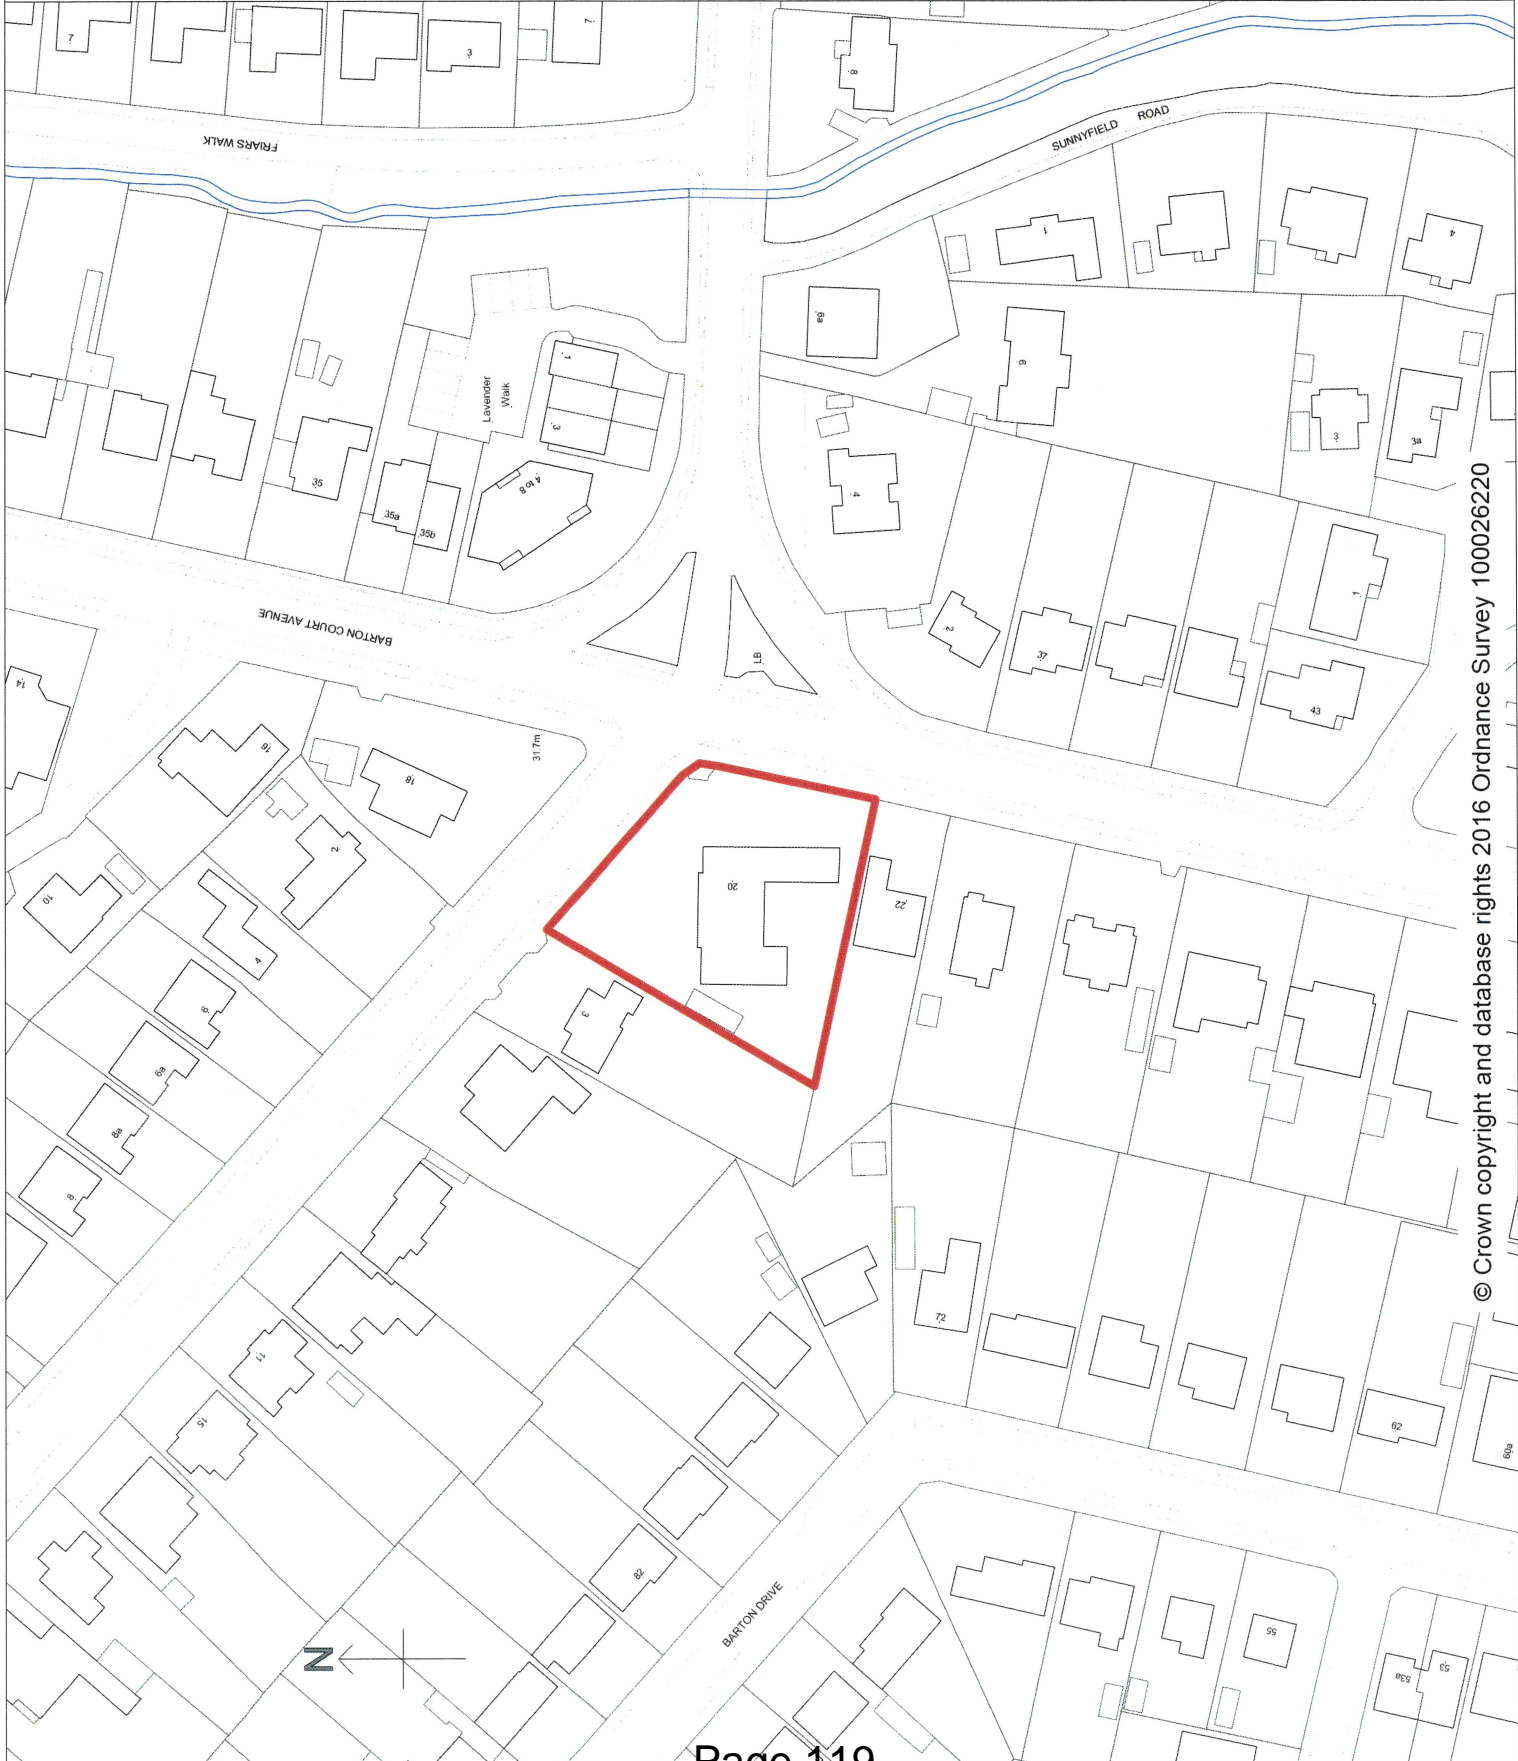 7
3
7
8
FRIARS WALK
SUNNYFIELD ROAD
1
4
6a
6
Lavender
Walk
1
3
4 to 8
35
35a
35b
4
3
3a
BARTON COURT AVENUE
2
37
1
43
LB
14
16
18
31.7m
2
20
22
10
4
6
3
6a
8a
8
72
11
15
62
60a
82
BARTON DRIVE
55
53a
53
N
© Crown copyright and database rights 2016 Ordnance Survey 100026220
Page 119